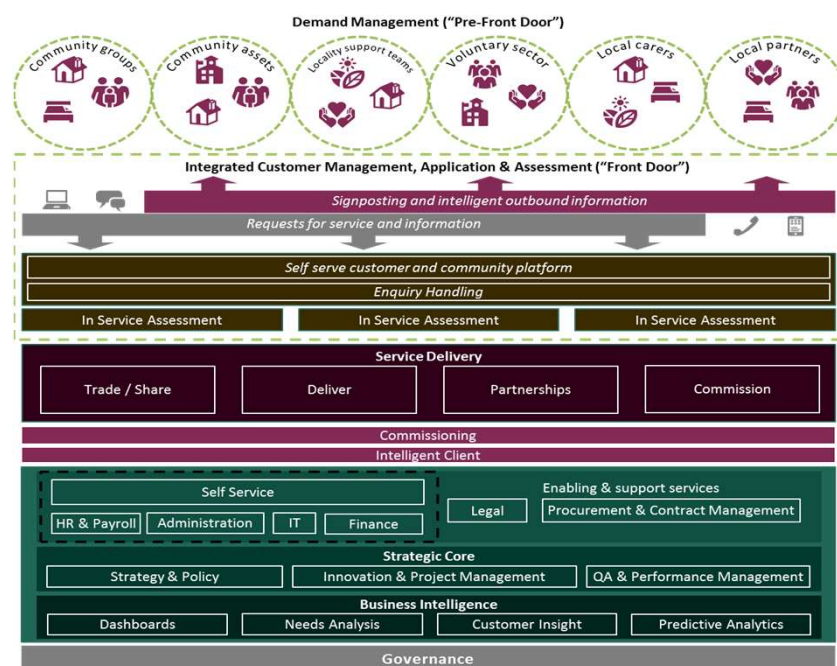 Demand Management (“Pre-Front Door”)
Community groups
Community assets
Locality support teams
Voluntary sector
Local carers
Local partners
Integrated Customer Management, Application & Assessment (“Front Door”)
Signposting and intelligent outbound information
Requests for service and information
Self serve customer and community platform
Enquiry Handling
In Service Assessment
In Service Assessment
In Service Assessment
Service Delivery
Trade / Share
Deliver
Partnerships
Commission
Commissioning
Intelligent Client
Self Service
Enabling & support services
HR & Payroll
Administration
IT
Finance
Legal
Procurement & Contract Management
Strategic Core
Strategy & Policy
Innovation & Project Management
QA & Performance Management
Business Intelligence
Dashboards
Needs Analysis
Customer Insight
Predictive Analytics
Governance